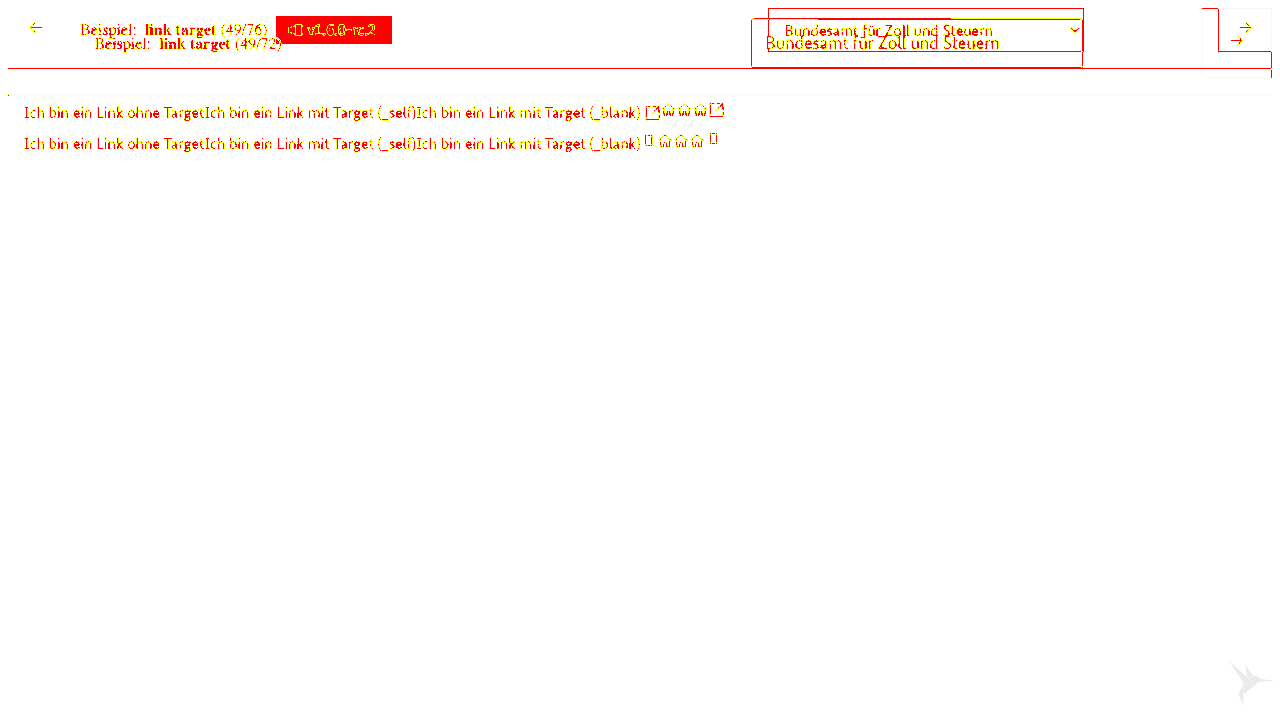 Beispiel: link target (49/76)
v1.6.0-rc.2
Bundesamt für Zoll und Steuern
Beispiel: link target (49/72)
Bundesamt für Zoll und Steuern
Ich bin ein Link ohne TargetIch bin ein Link mit Target (_self)Ich bin ein Link mit Target (_blank)
Ich bin ein Link ohne TargetIch bin ein Link mit Target (_self)Ich bin ein Link mit Target (_blank)